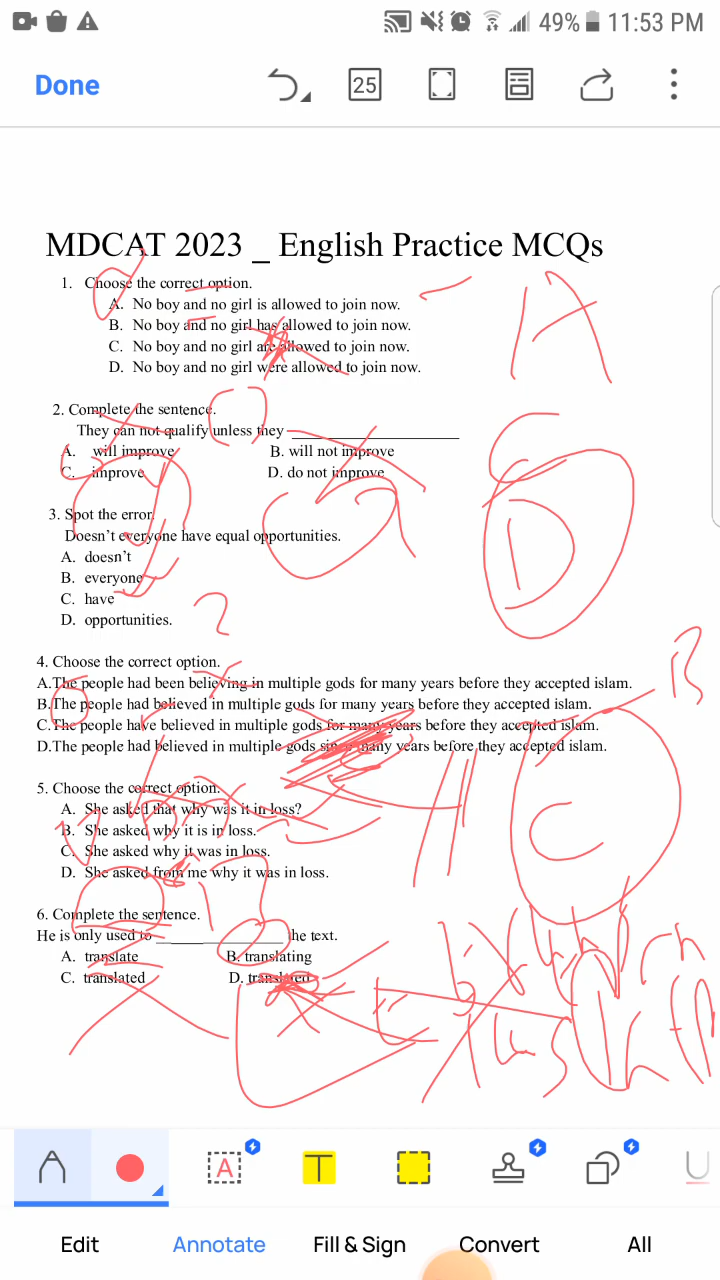 49% 11:53 PM
Done
25
MDCAT 2023 _ English Practice MCQs
1. Choose the correct option.
A. No boy and no girl is allowed to join now.
B. No boy and no girl has allowed to join now.
C. No boy and no girl are allowed to join now.
D. No boy and no girl were allowed to join now.
A
2. Complete the sentence.
They can not qualify unless they ____________________
A. will improve B. will not improve
C. improve D. do not improve
3. Spot the error
Doesn't everyone have equal opportunities.
A. doesn't
B. everyone
C. have
D. opportunities.
D
4. Choose the correct option.
A.The people had been believing in multiple gods for many years before they accepted islam.
B.The people had believed in multiple gods for many years before they accepted islam.
C.The people have believed in multiple gods for many years before they accepted islam.
D.The people had believed in multiple gods since many years before they accepted islam.
B
5. Choose the correct option.
A. She asked that why was it in loss?
B. She asked why it is in loss.
C. She asked why it was in loss.
D. She asked from me why it was in loss.
C
6. Complete the sentence.
He is only used to __________________ the text.
A. translate B. translating
C. translated D. translated
A
T
Edit Annotate Fill & Sign Convert All